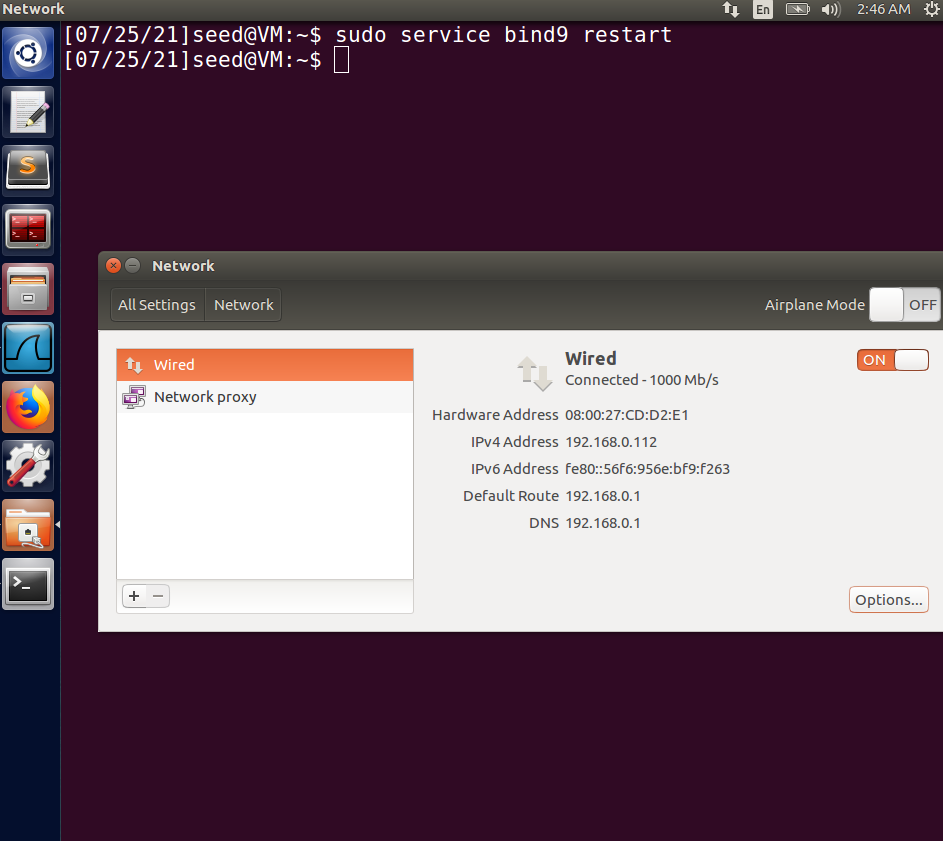 Network
En
2:46 AM
[07/25/21]seed@VM:~$ sudo service bind9 restart
[07/25/21]seed@VM:~$
Network
All Settings
Network
Airplane Mode
OFF
Wired
Network proxy
Wired
Connected - 1000 Mb/s
ON
Hardware Address 08:00:27:CD:D2:E1
IPv4 Address 192.168.0.112
IPv6 Address fe80::56f6:956e:bf9:f263
Default Route 192.168.0.1
DNS 192.168.0.1
+ −
Options...